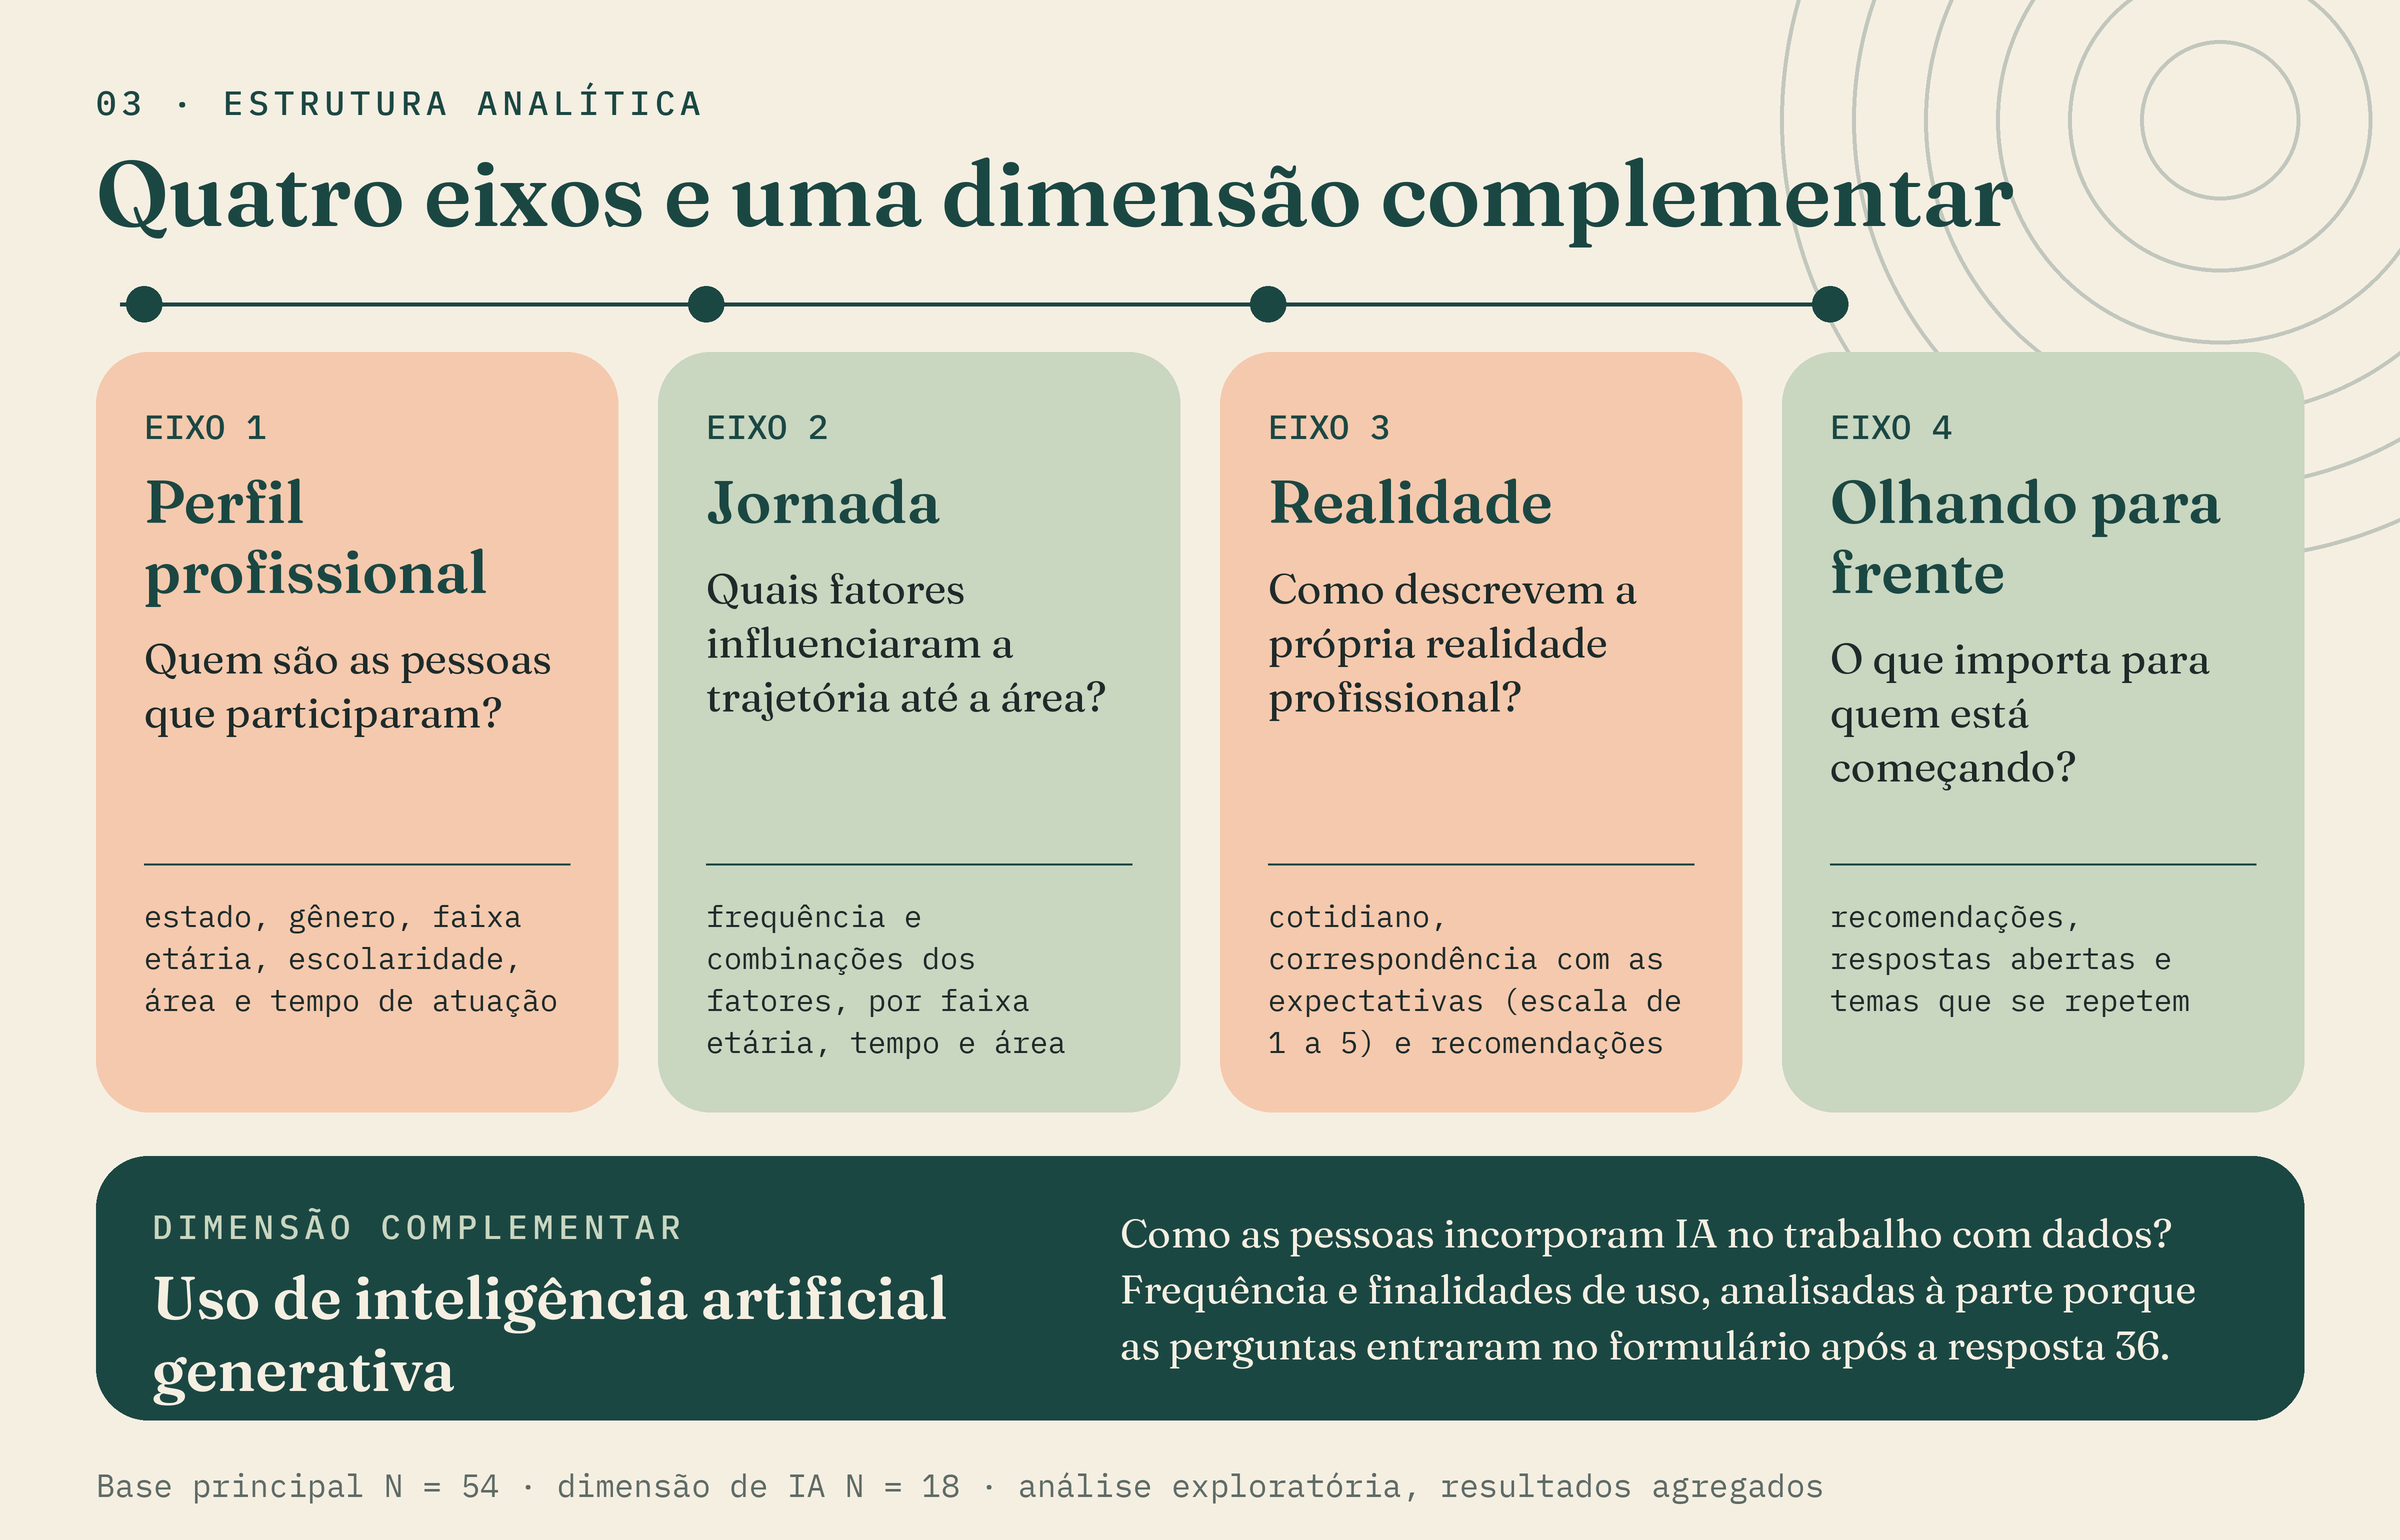 03 · ESTRUTURA ANALÍTICA
Quatro eixos e uma dimensão complementar
EIXO 1
Perfil
profissional
Quem são as pessoas
que participaram?
estado, gênero, faixa
etária, escolaridade,
área e tempo de atuação
EIXO 2
Jornada
Quais fatores
influenciaram a
trajetória até a área?
frequência e
combinações dos
fatores, por faixa
etária, tempo e área
EIXO 3
Realidade
Como descrevem a
própria realidade
profissional?
cotidiano,
correspondência com as
expectativas (escala de
1 a 5) e recomendações
EIXO 4
Olhando para
frente
O que importa para
quem está
começando?
recomendações,
respostas abertas e
temas que se repetem
DIMENSÃO COMPLEMENTAR
Uso de inteligência artificial
generativa
Como as pessoas incorporam IA no trabalho com dados?
Frequência e finalidades de uso, analisadas à parte porque
as perguntas entraram no formulário após a resposta 36.
Base principal N = 54 · dimensão de IA N = 18 · análise exploratória, resultados agregados